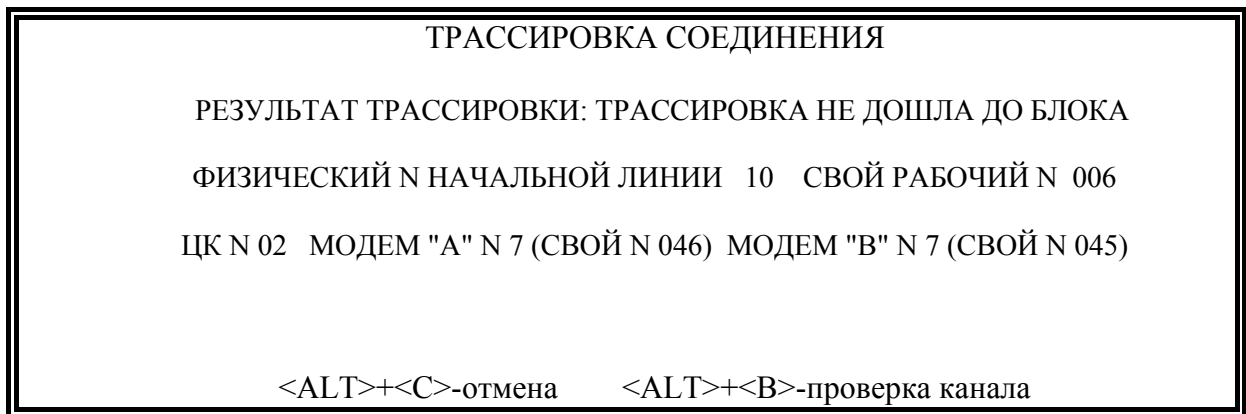 ТРАССИРОВКА СОЕДИНЕНИЯ
РЕЗУЛЬТАТ ТРАССИРОВКИ: ТРАССИРОВКА НЕ ДОШЛА ДО БЛОКА
ФИЗИЧЕСКИЙ N НАЧАЛЬНОЙ ЛИНИИ 10 СВОЙ РАБОЧИЙ N 006
ЦК N 02 МОДЕМ "А" N 7 (СВОЙ N 046) МОДЕМ "В" N 7 (СВОЙ N 045)
<ALT>+<C>-отмена <ALT>+<B>-проверка канала